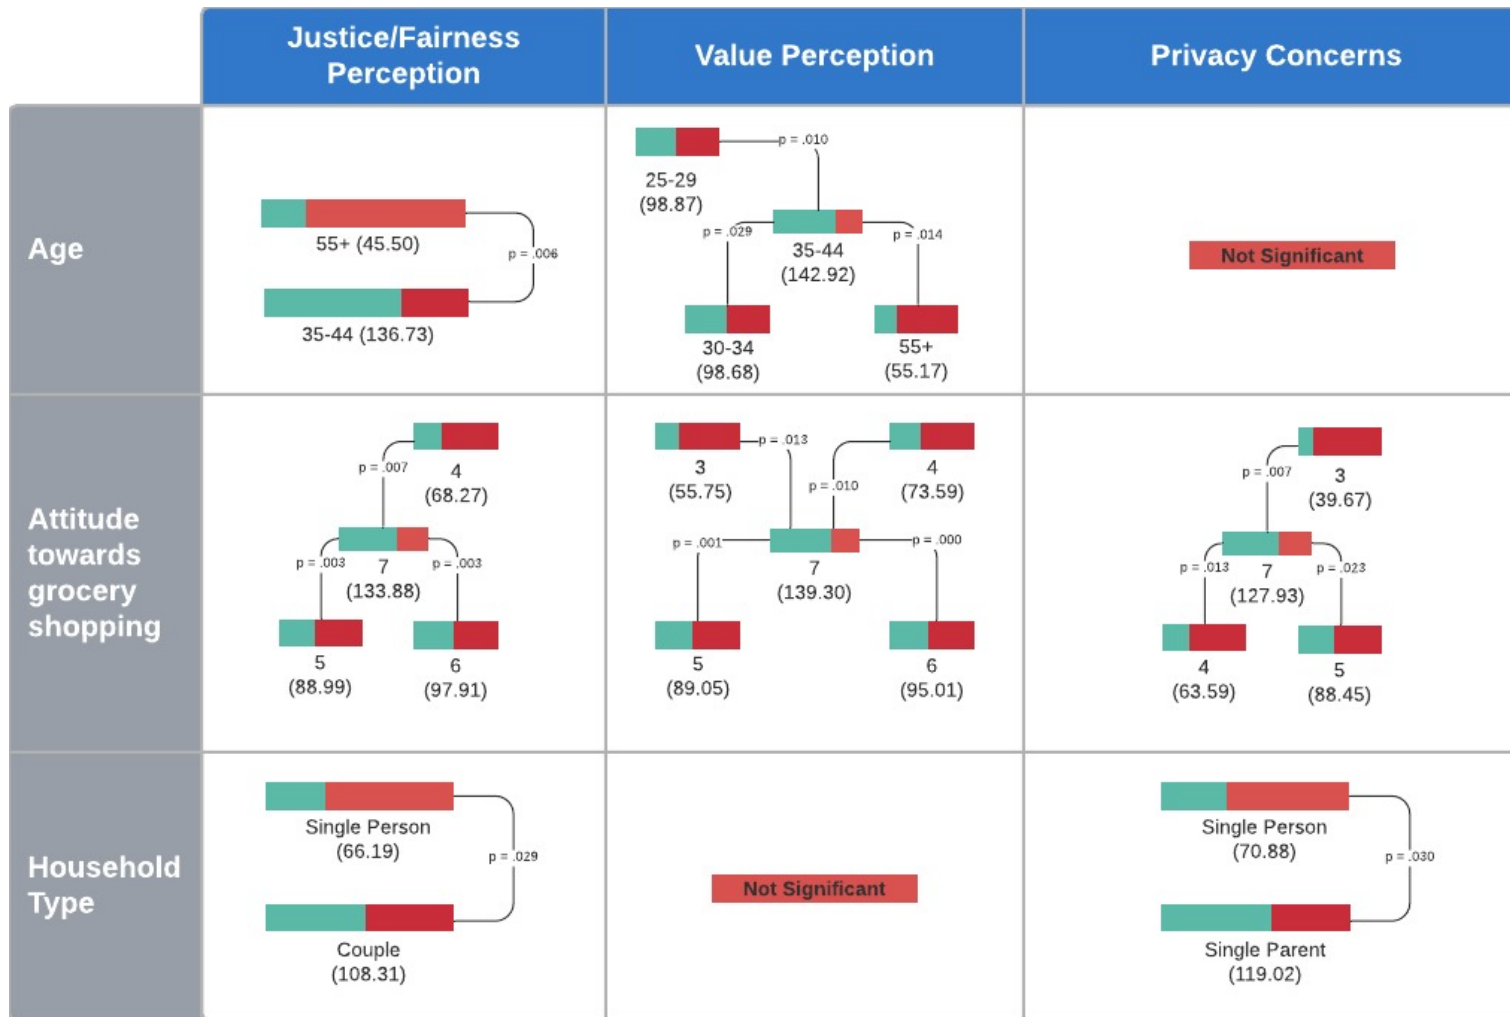 Justice/Fairness
Perception
Value Perception
Privacy Concerns
Age
55+ (45.50)
p = .006
35-44 (136.73)
p = .010
25-29
(98.87)
p = .029
p = .014
35-44
(142.92)
30-34
(98.68)
55+
(55.17)
Not Significant
Attitude
towards
grocery
shopping
p = .007
4
(68.27)
p = .003
p = .003
7
(133.88)
5
(88.99)
6
(97.91)
p = .013
3
(55.75)
4
(73.59)
p = .010
p = .001
p = .000
7
(139.30)
5
(89.05)
6
(95.01)
p = .007
3
(39.67)
p = .013
p = .023
7
(127.93)
4
(63.59)
5
(88.45)
Household
Type
Single Person
(66.19)
p = .029
Couple
(108.31)
Not Significant
Single Person
(70.88)
p = .030
Single Parent
(119.02)